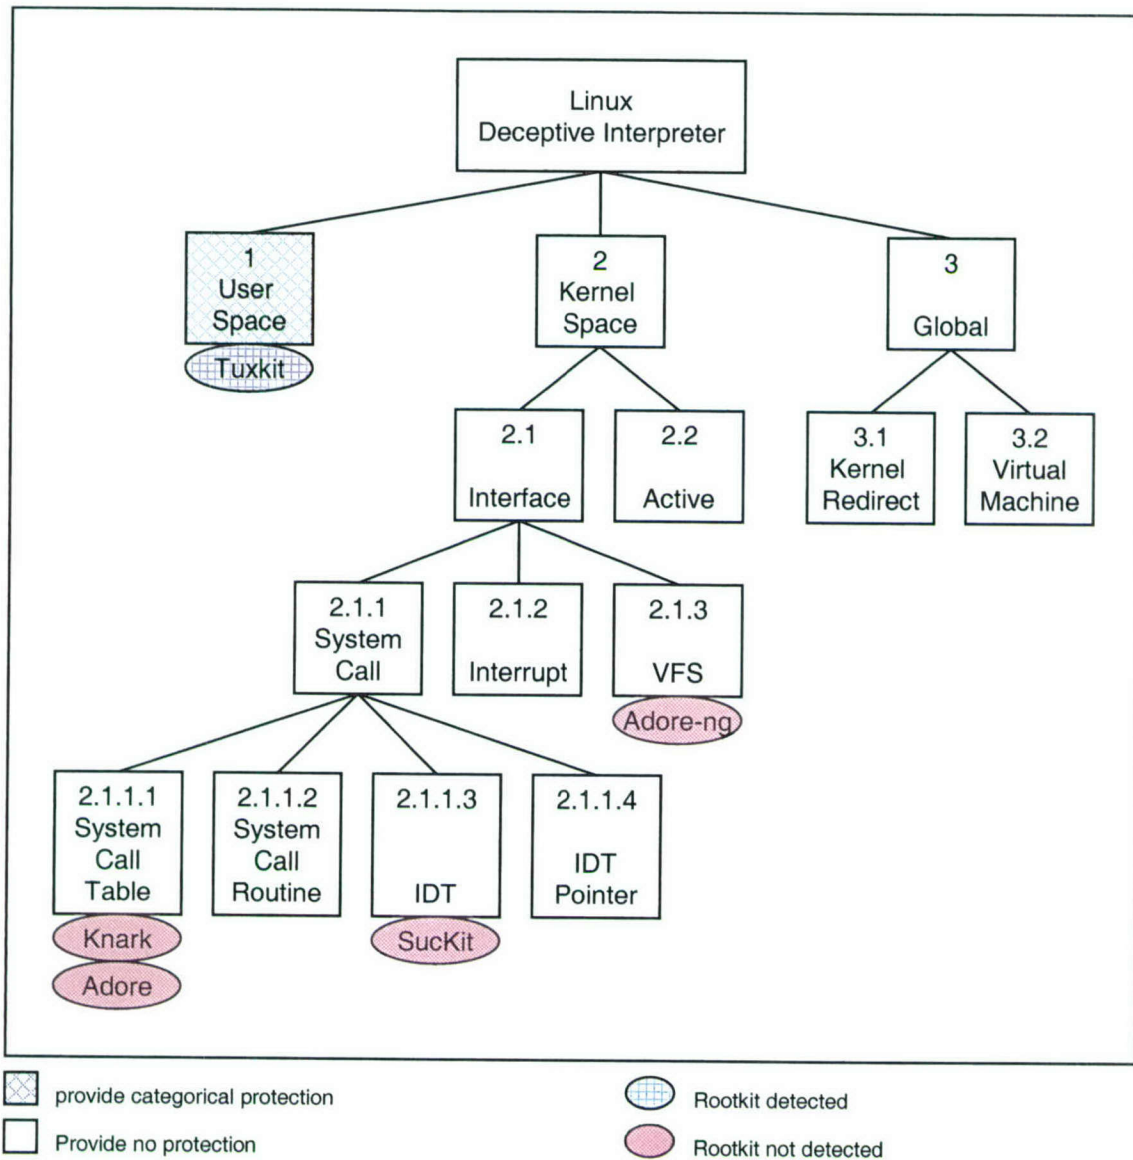 Linux
Deceptive Interpreter
1
User
Space
Tuxkit
2
Kernel
Space
3
Global
2.1
Interface
2.2
Active
3.1
Kernel
Redirect
3.2
Virtual
Machine
2.1.1
System
Call
2.1.2
Interrupt
2.1.3
VFS
Adore-ng
2.1.1.1
System
Call
Table
Knark
Adore
2.1.1.2
System
Call
Routine
2.1.1.3
IDT
SucKit
2.1.1.4
IDT
Pointer
provide categorical protection
Provide no protection
Rootkit detected
Rootkit not detected